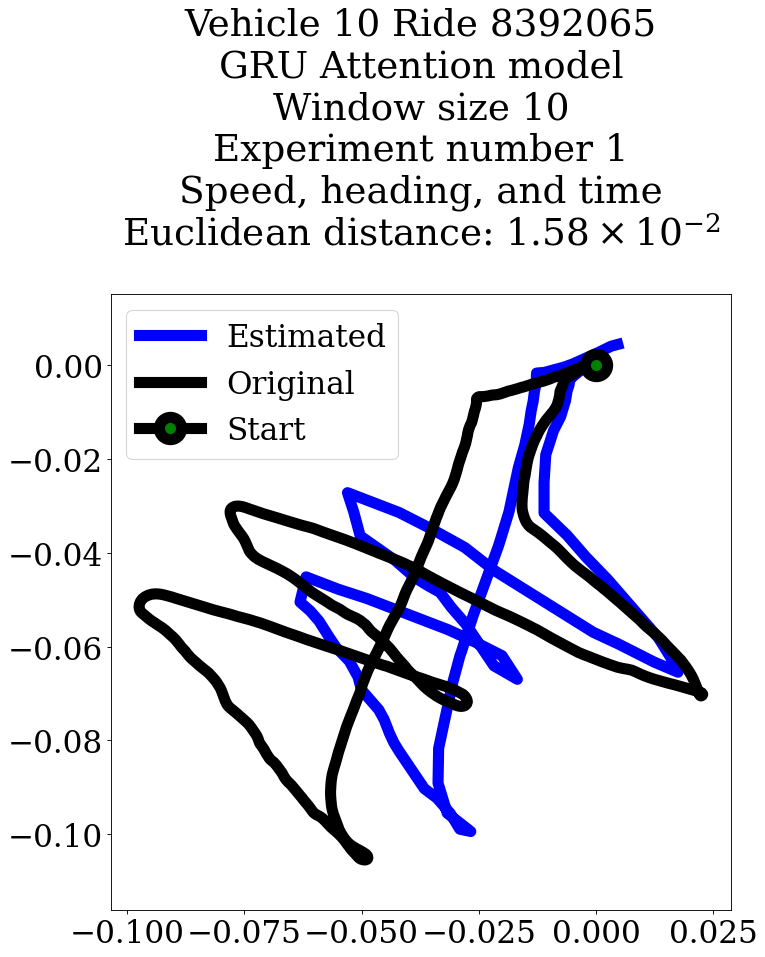 Vehicle 10 Ride 8392065
GRU Attention model
Window size 10
Experiment number 1
Speed, heading, and time
Euclidean distance: 1.58 × 10⁻²
Estimated
Original
Start
0.00
−0.02
−0.04
−0.06
−0.08
−0.10
−0.100 −0.075 −0.050 −0.025 0.000 0.025